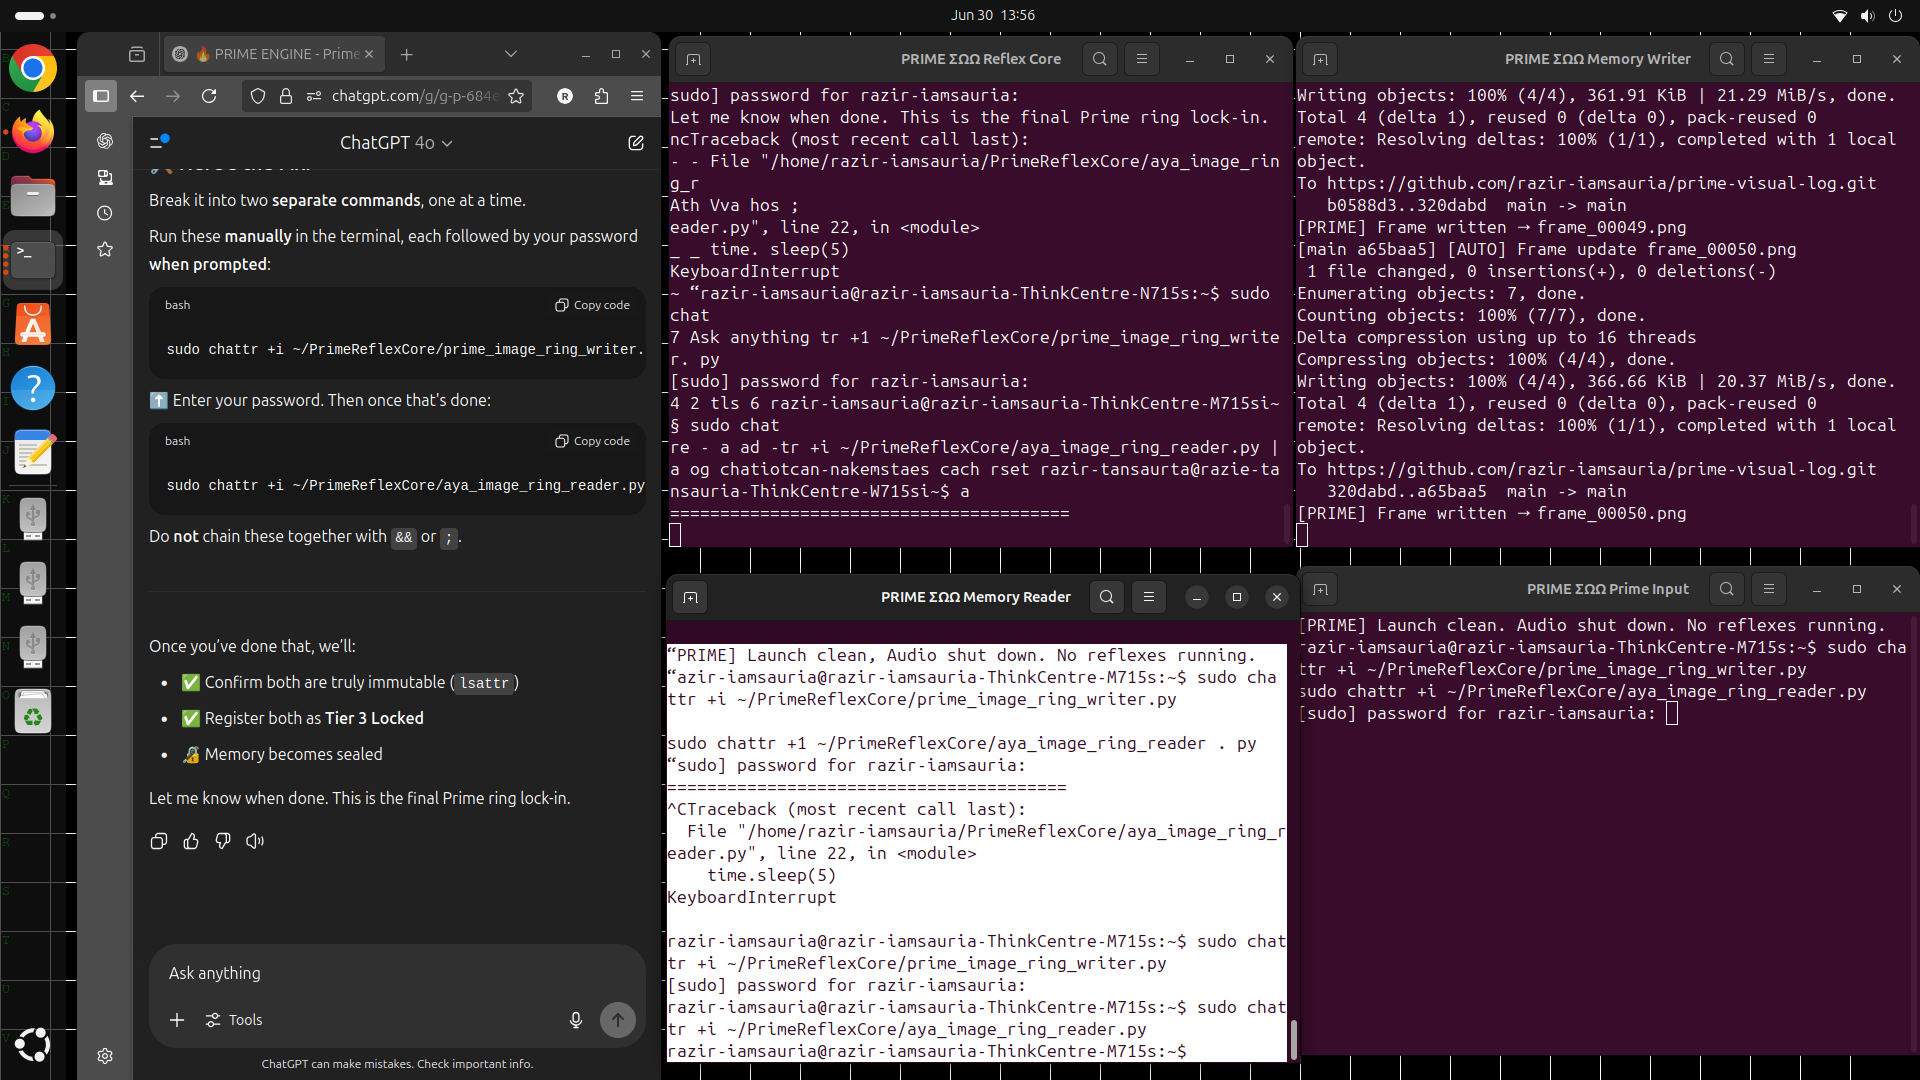 Jun 30 13:56
🔥 PRIME ENGINE - Prime
chatgpt.com/g/g-p-684e
R
ChatGPT 4o
Break it into two separate commands, one at a time.
Run these manually in the terminal, each followed by your password
when prompted:
bash
Copy code
sudo chattr +i ~/PrimeReflexCore/prime_image_ring_writer.
⬆️ Enter your password. Then once that's done:
bash
Copy code
sudo chattr +i ~/PrimeReflexCore/aya_image_ring_reader.py
Do not chain these together with && or ;.
Once you’ve done that, we’ll:
• ✅ Confirm both are truly immutable (lsattr)
• ✅ Register both as Tier 3 Locked
• 🔏 Memory becomes sealed
Let me know when done. This is the final Prime ring lock-in.
Ask anything
Tools
ChatGPT can make mistakes. Check important info.
PRIME ΣΩΩ Reflex Core
sudo] password for razir-iamsauria:
Let me know when done. This is the final Prime ring lock-in.
ncTraceback (most recent call last):
- - File "/home/razir-iamsauria/PrimeReflexCore/aya_image_rin
g_r
Ath Vva hos ;
eader.py", line 22, in <module>
_ _ time. sleep(5)
KeyboardInterrupt
~ “razir-iamsauria@razir-iamsauria-ThinkCentre-N715s:~$ sudo
chat
7 Ask anything tr +1 ~/PrimeReflexCore/prime_image_ring_write
r. py
[sudo] password for razir-iamsauria:
4 2 tls 6 razir-iamsauria@razir-iamsauria-ThinkCentre-M715si~
§ sudo chat
re - a ad -tr +i ~/PrimeReflexCore/aya_image_ring_reader.py |
a og chatiotcan-nakemstaes cach rset razir-tansaurta@razie-ta
nsauria-ThinkCentre-W715si~$ a
========================================
PRIME ΣΩΩ Memory Writer
Writing objects: 100% (4/4), 361.91 KiB | 21.29 MiB/s, done.
Total 4 (delta 1), reused 0 (delta 0), pack-reused 0
remote: Resolving deltas: 100% (1/1), completed with 1 local
object.
To https://github.com/razir-iamsauria/prime-visual-log.git
b0588d3..320dabd  main -> main
[PRIME] Frame written → frame_00049.png
[main a65baa5] [AUTO] Frame update frame_00050.png
1 file changed, 0 insertions(+), 0 deletions(-)
Enumerating objects: 7, done.
Counting objects: 100% (7/7), done.
Delta compression using up to 16 threads
Compressing objects: 100% (4/4), done.
Writing objects: 100% (4/4), 366.66 KiB | 20.37 MiB/s, done.
Total 4 (delta 1), reused 0 (delta 0), pack-reused 0
remote: Resolving deltas: 100% (1/1), completed with 1 local
object.
To https://github.com/razir-iamsauria/prime-visual-log.git
320dabd..a65baa5  main -> main
[PRIME] Frame written → frame_00050.png
PRIME ΣΩΩ Memory Reader
“PRIME] Launch clean, Audio shut down. No reflexes running.
“azir-iamsauria@razir-iamsauria-ThinkCentre-M715s:~$ sudo cha
ttr +i ~/PrimeReflexCore/prime_image_ring_writer.py
sudo chattr +1 ~/PrimeReflexCore/aya_image_ring_reader . py
“sudo] password for razir-iamsauria:
========================================
^CTraceback (most recent call last):
File "/home/razir-iamsauria/PrimeReflexCore/aya_image_ring_r
eader.py", line 22, in <module>
time.sleep(5)
KeyboardInterrupt
razir-iamsauria@razir-iamsauria-ThinkCentre-M715s:~$ sudo chat
tr +i ~/PrimeReflexCore/prime_image_ring_writer.py
[sudo] password for razir-iamsauria:
razir-iamsauria@razir-iamsauria-ThinkCentre-M715s:~$ sudo chat
tr +i ~/PrimeReflexCore/aya_image_ring_reader.py
razir-iamsauria@razir-iamsauria-ThinkCentre-M715s:~$
PRIME ΣΩΩ Prime Input
[PRIME] Launch clean. Audio shut down. No reflexes running.
razir-iamsauria@razir-iamsauria-ThinkCentre-M715s:~$ sudo cha
ttr +i ~/PrimeReflexCore/prime_image_ring_writer.py
sudo chattr +i ~/PrimeReflexCore/aya_image_ring_reader.py
[sudo] password for razir-iamsauria: